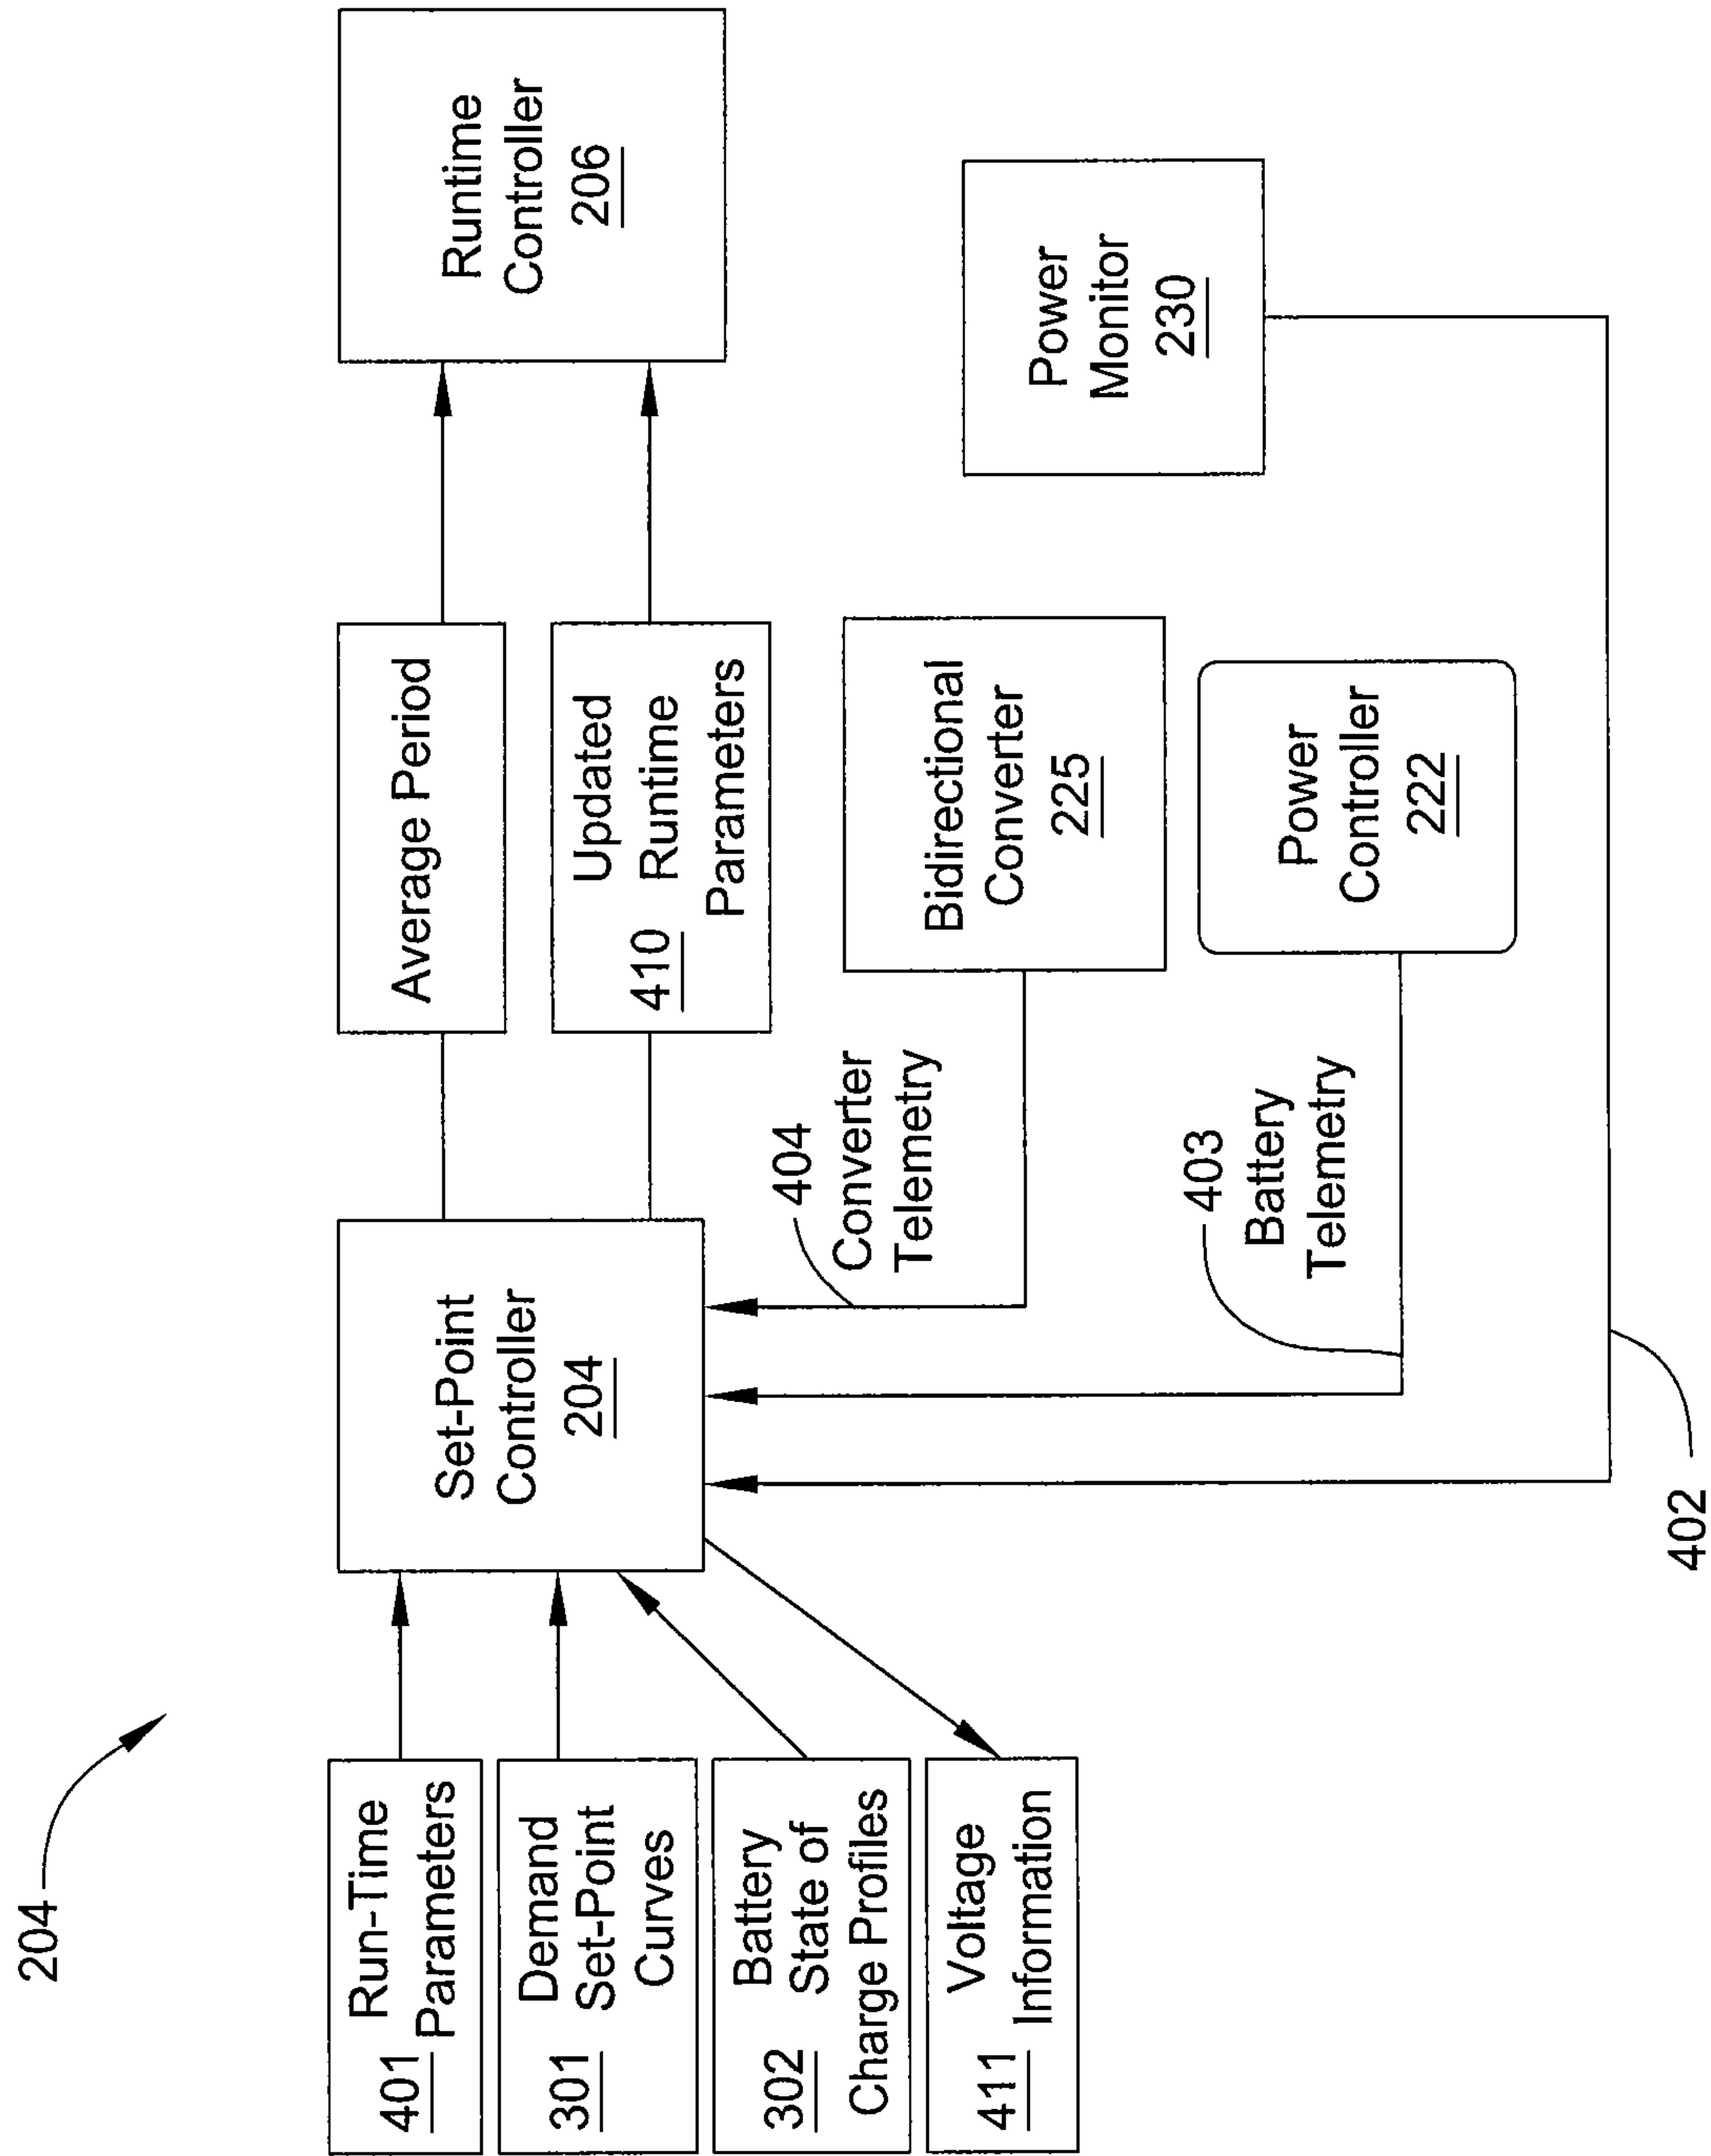 204
Run-Time
Parameters
401
Demand
Set-Point
Curves
301
Battery
State of
Charge Profiles
302
Voltage
Information
411
Set-Point
Controller
204
Average Period
Updated
Runtime
Parameters
410
Runtime
Controller
206
404
Converter
Telemetry
Bidirectional
Converter
225
403
Battery
Telemetry
Power
Controller
222
Power
Monitor
230
402